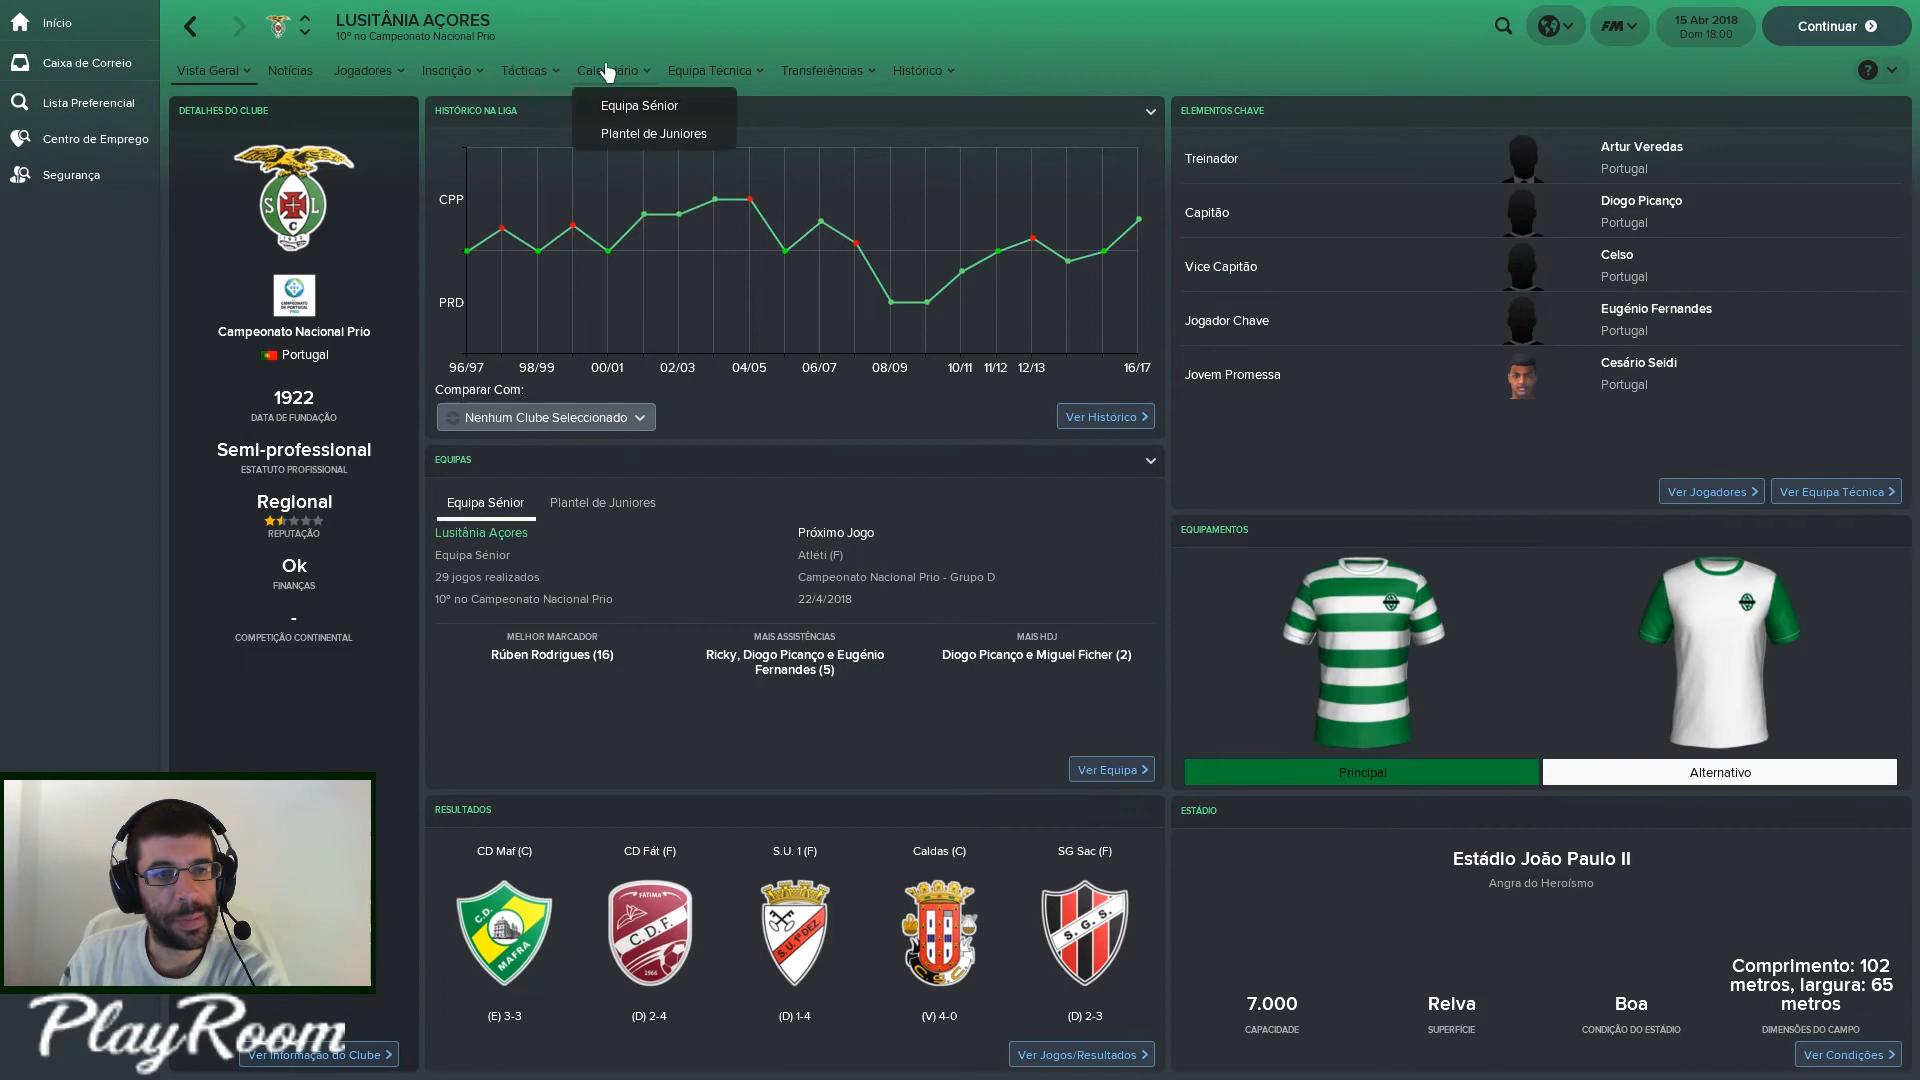 Início
Caixa de Correio
Lista Preferencial
Centro de Emprego
Segurança
LUSITÂNIA AÇORES
10º no Campeonato Nacional Prio
FM
15 Abr 2018
Dom 18:00
Continuar
Vista Geral
Notícias
Jogadores
Inscrição
Tácticas
Calendário
Equipa Técnica
Transferências
Histórico
?
Equipa Sénior
Plantel de Juniores
DETALHES DO CLUBE
S L
C
1922
CAMPEONATO
DE PORTUGAL
PRIO
Campeonato Nacional Prio
Portugal
1922
DATA DE FUNDAÇÃO
Semi-professional
ESTATUTO PROFISSIONAL
Regional
REPUTAÇÃO
Ok
FINANÇAS
-
COMPETIÇÃO CONTINENTAL
PlayRoom
Ver Informação do Clube
HISTÓRICO NA LIGA
CPP
PRD
96/97 98/99 00/01 02/03 04/05 06/07 08/09 10/11 11/12 12/13 16/17
Comparar Com:
Nenhum Clube Seleccionado
Ver Histórico
EQUIPAS
Equipa Sénior
Plantel de Juniores
Lusitânia Açores
Equipa Sénior
29 jogos realizados
10º no Campeonato Nacional Prio
Próximo Jogo
Atléti (F)
Campeonato Nacional Prio - Grupo D
22/4/2018
MELHOR MARCADOR
Rúben Rodrigues (16)
MAIS ASSISTÊNCIAS
Ricky, Diogo Picanço e Eugénio
Fernandes (5)
MAIS HDJ
Diogo Picanço e Miguel Ficher (2)
Ver Equipa
RESULTADOS
CD Maf (C)
C.D.
MAFRA
(E) 3-3
CD Fát (F)
FÁTIMA
C.D.F.
1966
(D) 2-4
S.U. 1 (F)
S.U. 1º DEZ.
(D) 1-4
Caldas (C)
C S C
(V) 4-0
SG Sac (F)
S.G.S.
(D) 2-3
Ver Jogos/Resultados
ELEMENTOS CHAVE
Treinador
Artur Veredas
Portugal
Capitão
Diogo Picanço
Portugal
Vice Capitão
Celso
Portugal
Jogador Chave
Eugénio Fernandes
Portugal
Jovem Promessa
Cesário Seidi
Portugal
Ver Jogadores
Ver Equipa Técnica
EQUIPAMENTOS
Principal
Alternativo
ESTÁDIO
Estádio João Paulo II
Angra do Heroísmo
7.000
CAPACIDADE
Relva
SUPERFÍCIE
Boa
CONDIÇÃO DO ESTÁDIO
Comprimento: 102
metros, largura: 65
metros
DIMENSÕES DO CAMPO
Ver Condições